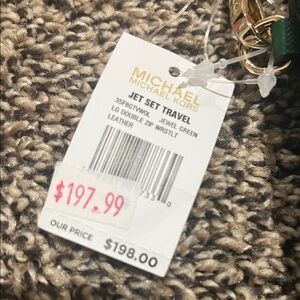 MICHAEL
MICHAEL KORS
JET SET TRAVEL
35F8GTVW0L JEWEL GREEN
LG DOUBLE ZIP WRSTLT
LEATHER
$197.99
OUR PRICE $198.00